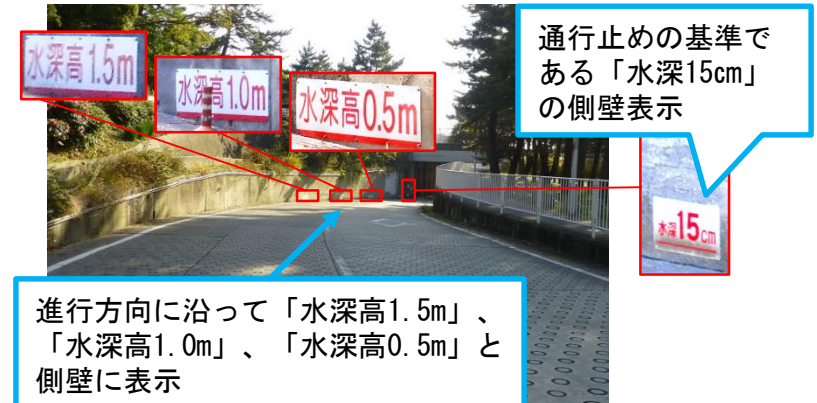 水深高1.5m
水深高1.0m
水深高0.5m
通行止めの基準で
ある「水深15cm」
の側壁表示
水深15cm
進行方向に沿って「水深高1.5m」、
「水深高1.0m」、「水深高0.5m」と
側壁に表示